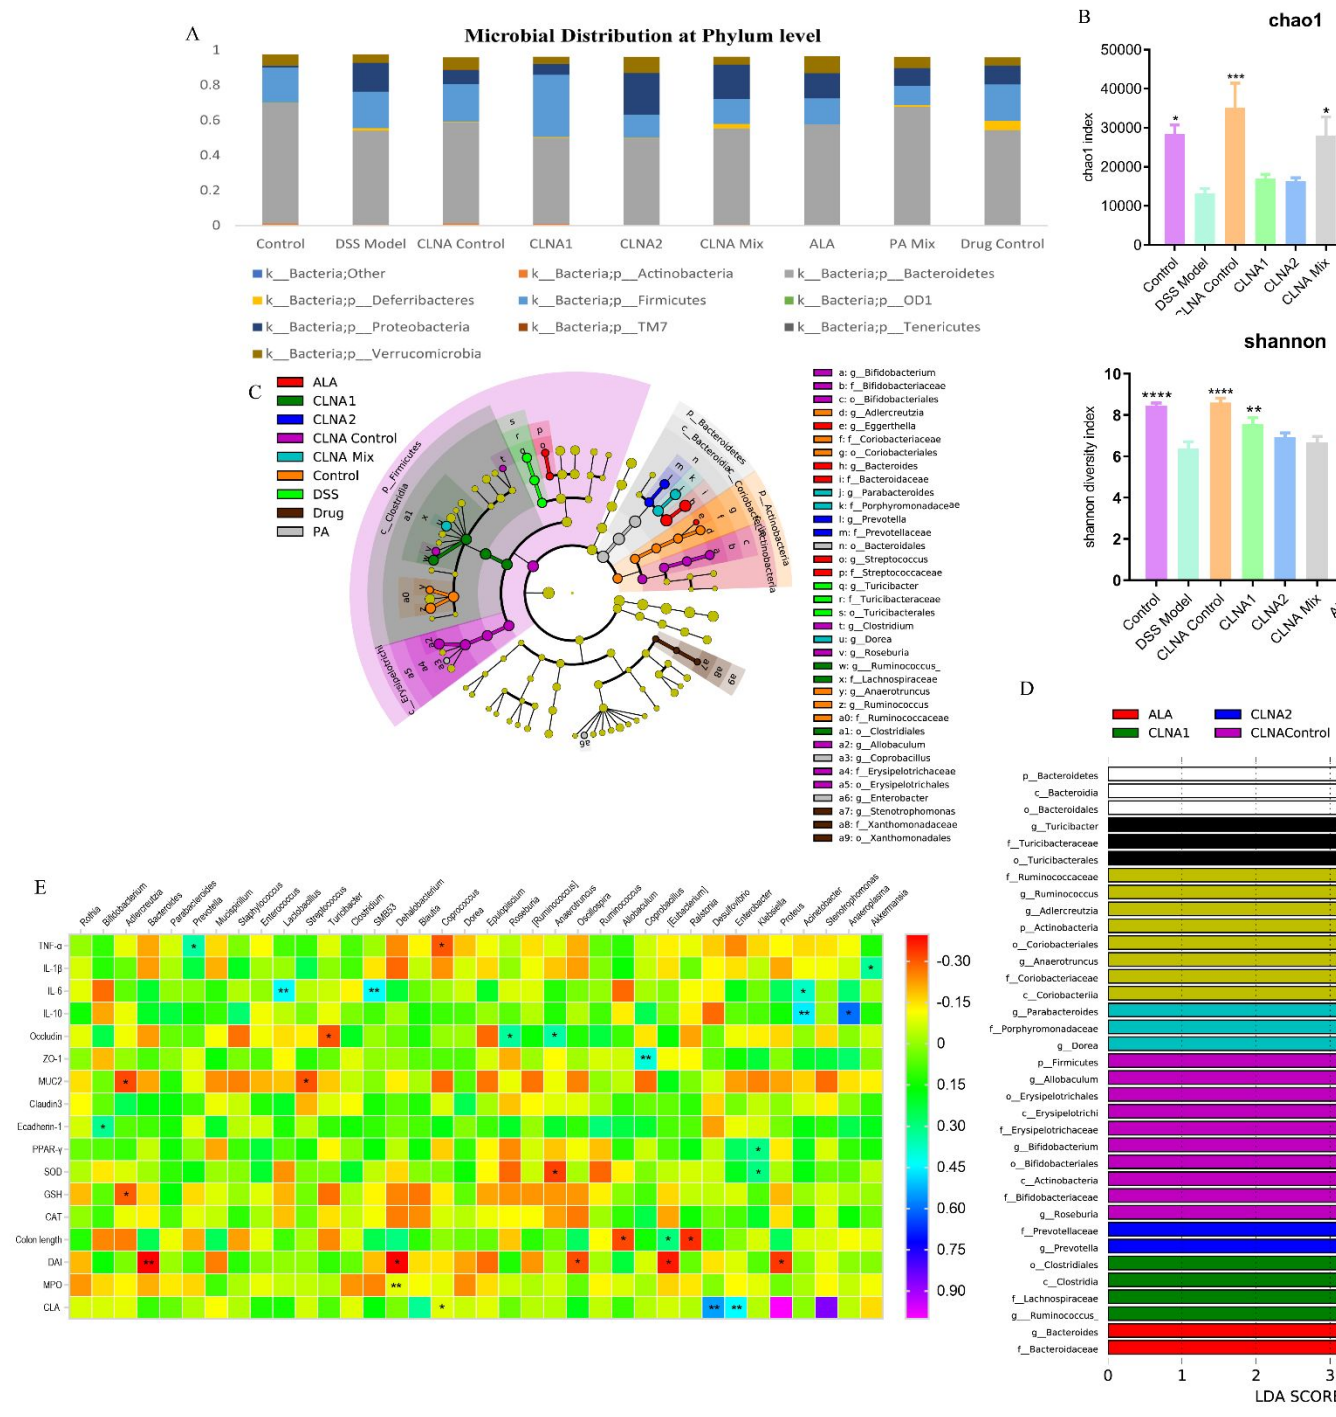 A
Microbial Distribution at Phylum level
1
0.8
0.6
0.4
0.2
0
Control DSS Model CLNA Control CLNA1 CLNA2 CLNA Mix ALA PA Mix Drug Control
k__Bacteria;Other k__Bacteria;p__Actinobacteria k__Bacteria;p__Bacteroidetes
k__Bacteria;p__Deferribacteres k__Bacteria;p__Firmicutes k__Bacteria;p__OD1
k__Bacteria;p__Proteobacteria k__Bacteria;p__TM7 k__Bacteria;p__Tenericutes
k__Bacteria;p__Verrucomicrobia
B
chao1
chao1 index
50000
40000
30000
20000
10000
0
* *** *
Control DSS Model CLNA Control CLNA1 CLNA2 CLNA Mix
shannon
shannon diversity index
10
8
6
4
2
0
**** **** **
Control DSS Model CLNA Control CLNA1 CLNA2 CLNA Mix
C
ALA
CLNA1
CLNA2
CLNA Control
CLNA Mix
Control
DSS
Drug
PA
p__Firmicutes
c__Clostridia
c__Erysipelotrichi
p__Bacteroidetes
c__Bacteroidia
p__Actinobacteria
a: g__Bifidobacterium
b: f__Bifidobacteriaceae
c: o__Bifidobacteriales
d: g__Adlercreutzia
e: g__Eggerthella
f: f__Coriobacteriaceae
g: o__Coriobacteriales
h: g__Bacteroides
i: f__Bacteroidaceae
j: g__Parabacteroides
k: f__Porphyromonadaceae
l: g__Prevotella
m: f__Prevotellaceae
n: o__Bacteroidales
o: g__Streptococcus
p: f__Streptococcaceae
q: g__Turicibacter
r: f__Turicibacteraceae
s: o__Turicibacterales
t: g__Clostridium
u: g__Dorea
v: g__Roseburia
w: g___Ruminococcus_
x: f__Lachnospiraceae
y: g__Anaerotruncus
z: g__Ruminococcus
a0: f__Ruminococcaceae
a1: o__Clostridiales
a2: g__Allobaculum
a3: g__Coprobacillus
a4: f__Erysipelotrichaceae
a5: o__Erysipelotrichales
a6: g__Enterobacter
a7: g__Stenotrophomonas
a8: f__Xanthomonadaceae
a9: o__Xanthomonadales
D
ALA CLNA2
CLNA1 CLNAControl
p__Bacteroidetes
c__Bacteroidia
o__Bacteroidales
g__Turicibacter
f__Turicibacteraceae
o__Turicibacterales
f__Ruminococcaceae
g__Ruminococcus
g__Adlercreutzia
p__Actinobacteria
o__Coriobacteriales
g__Anaerotruncus
f__Coriobacteriaceae
c__Coriobacteriia
g__Parabacteroides
f__Porphyromonadaceae
g__Dorea
p__Firmicutes
g__Allobaculum
o__Erysipelotrichales
c__Erysipelotrichi
f__Erysipelotrichaceae
g__Bifidobacterium
o__Bifidobacteriales
c__Actinobacteria
f__Bifidobacteriaceae
g__Roseburia
f__Prevotellaceae
g__Prevotella
o__Clostridiales
c__Clostridia
f__Lachnospiraceae
g___Ruminococcus_
g__Bacteroides
f__Bacteroidaceae
0 1 2 3
LDA SCORE
E
Rothia Bifidobacterium Adlercreutzia Bacteroides Parabacteroides Prevotella Mucispirillum Staphylococcus Enterococcus Lactobacillus Streptococcus Turicibacter Clostridium SMB53 Dehalobacterium Blautia Coprococcus Dorea Epulopiscium Roseburia [Ruminococcus] Anaerotruncus Oscillospira Ruminococcus Allobaculum Coprobacillus [Eubacterium] Ralstonia Desulfovibrio Enterobacter Klebsiella Proteus Acinetobacter Stenotrophomonas Anaeroplasma Akkermansia
TNF-α
IL-1β
IL-6
IL-10
Occludin
ZO-1
MUC2
Claudin3
Ecadherin-1
PPAR-γ
SOD
GSH
CAT
Colon length
DAI
MPO
CLA
-0.30
-0.15
0
0.15
0.30
0.45
0.60
0.75
0.90